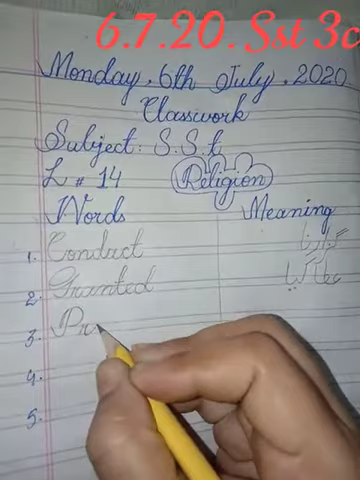 6.7.20. Sst 3c
Monday, 6th July, 2020
Classwork
Subject: S.S.t
L # 14 Religion
Words Meaning
1. Conduct گزارنا
2. Granted عطا کیا
3. Pr
4.
5.